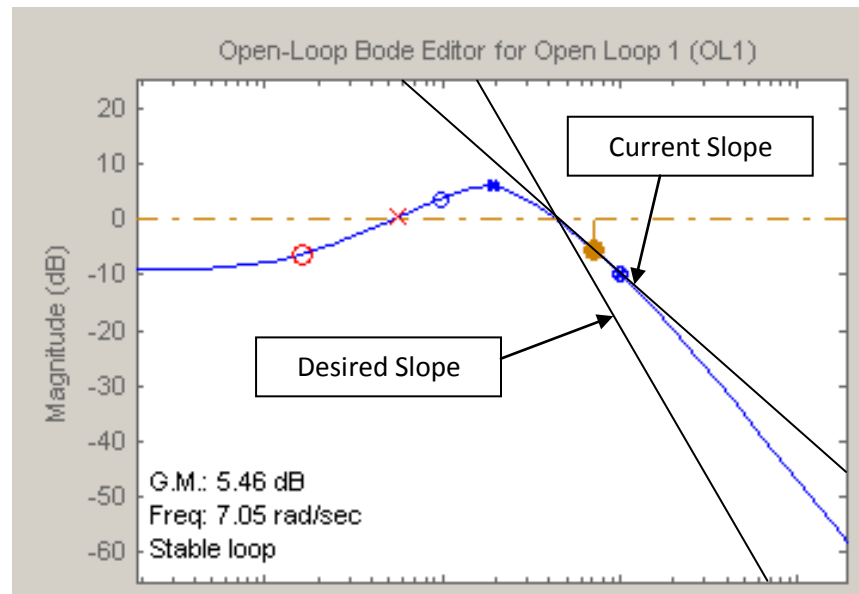 Open-Loop Bode Editor for Open Loop 1 (OL1)
20
10
0
-10
-20
-30
-40
-50
-60
Magnitude (dB)
Current Slope
Desired Slope
G.M.: 5.46 dB
Freq: 7.05 rad/sec
Stable loop